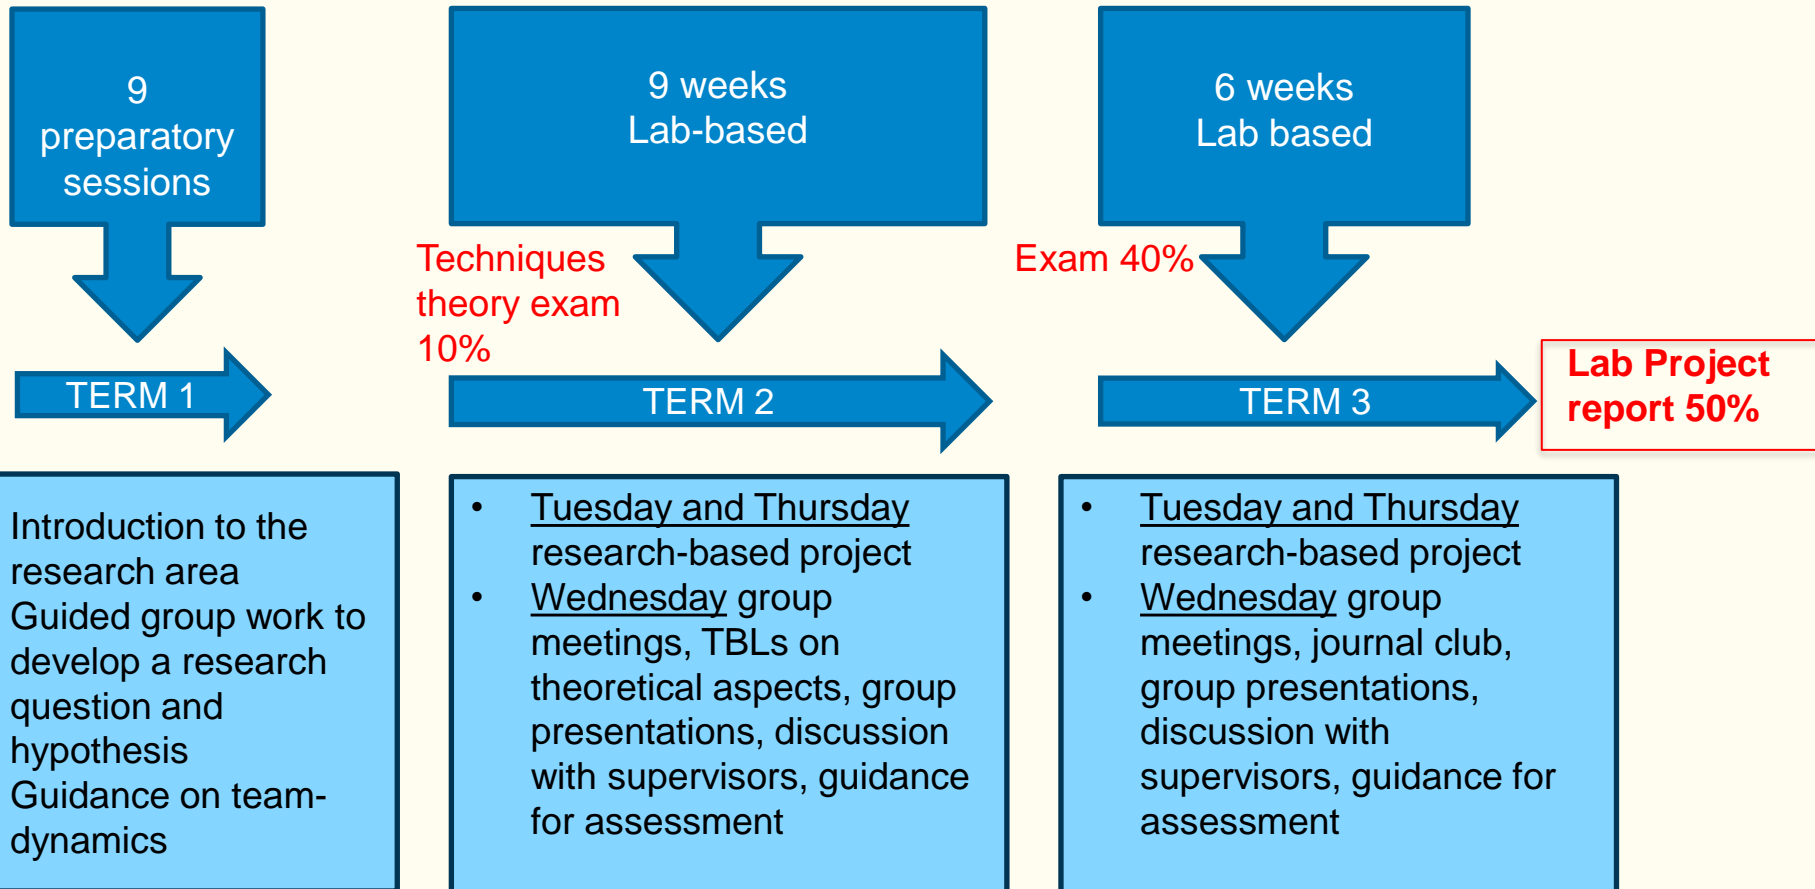 9
preparatory
sessions
9 weeks
Lab-based
6 weeks
Lab based
Techniques
theory exam
10%
Exam 40%
TERM 1
TERM 2
TERM 3
Lab Project
report 50%
Introduction to the
research area
Guided group work to
develop a research
question and
hypothesis
Guidance on team-
dynamics
• Tuesday and Thursday
research-based project
• Wednesday group
meetings, TBLs on
theoretical aspects, group
presentations, discussion
with supervisors, guidance
for assessment
• Tuesday and Thursday
research-based project
• Wednesday group
meetings, journal club,
group presentations,
discussion with
supervisors, guidance for
assessment